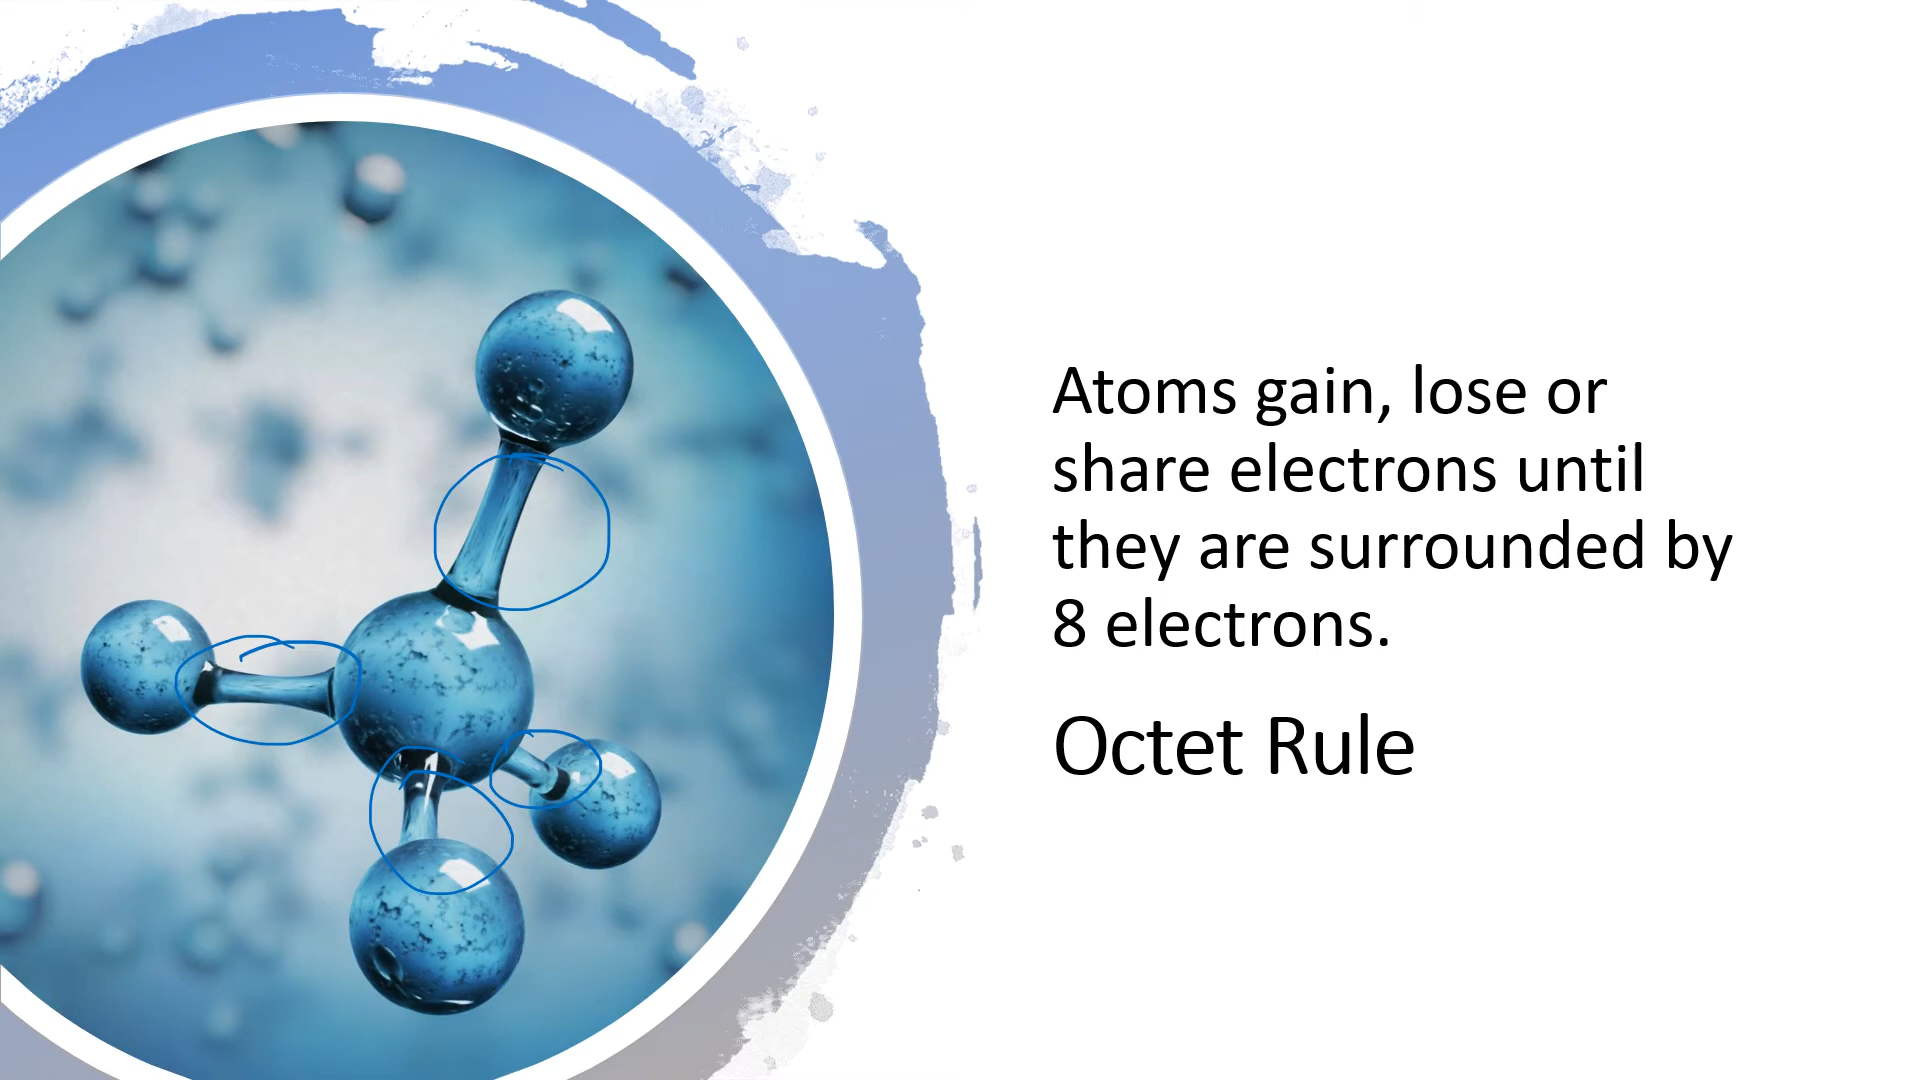 Atoms gain, lose or
share electrons until
they are surrounded by
8 electrons.
Octet Rule